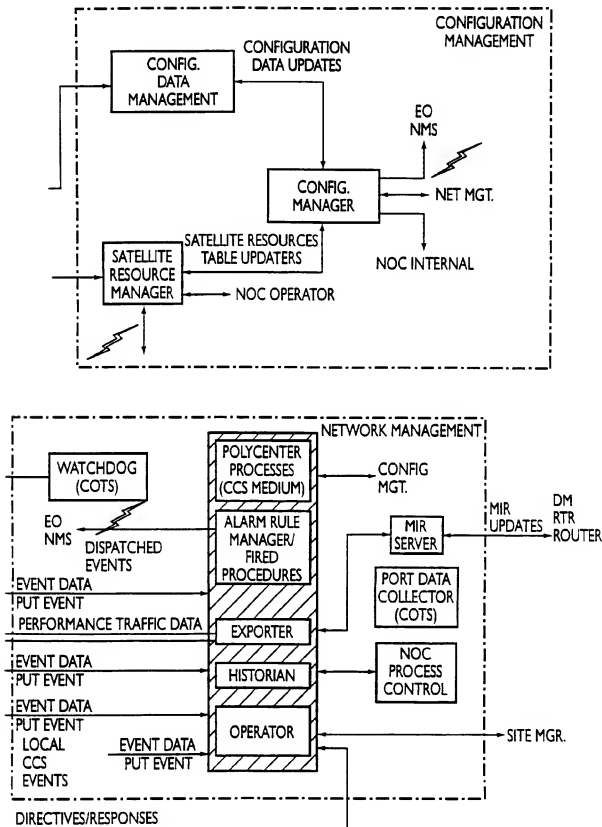 CONFIGURATION
MANAGEMENT
CONFIGURATION
DATA UPDATES
CONFIG.
DATA
MANAGEMENT
EO
NMS
CONFIG.
MANAGER
NET MGT.
SATELLITE RESOURCES
TABLE UPDATERS
NOC INTERNAL
SATELLITE
RESOURCE
MANAGER
NOC OPERATOR
NETWORK MANAGEMENT
WATCHDOG
(COTS)
POLYCENTER
PROCESSES
(CCS MEDIUM)
CONFIG
MGT.
EO
NMS
DISPATCHED
EVENTS
ALARM RULE
MANAGER/
FIRED
PROCEDURES
MIR
SERVER
MIR
UPDATES
DM
RTR
ROUTER
EVENT DATA
PUT EVENT
PORT DATA
COLLECTOR
(COTS)
PERFORMANCE TRAFFIC DATA
EXPORTER
EVENT DATA
PUT EVENT
HISTORIAN
NOC
PROCESS
CONTROL
EVENT DATA
PUT EVENT
LOCAL
CCS
EVENTS
EVENT DATA
PUT EVENT
OPERATOR
SITE MGR.
DIRECTIVES/RESPONSES